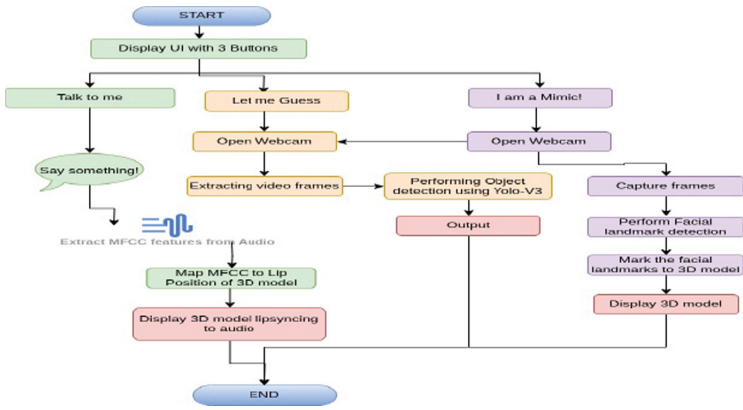 START
Display UI with 3 Buttons
Talk to me
Let me Guess
I am a Mimic!
Open Webcam
Open Webcam
Say something!
Extracting video frames
Performing Object
detection using Yolo-V3
Capture frames
Output
Perform Facial
landmark detection
Extract MFCC features from Audio
Mark the facial
landmarks to 3D model
Map MFCC to Lip
Position of 3D model
Display 3D model
Display 3D model lipsyncing
to audio
END